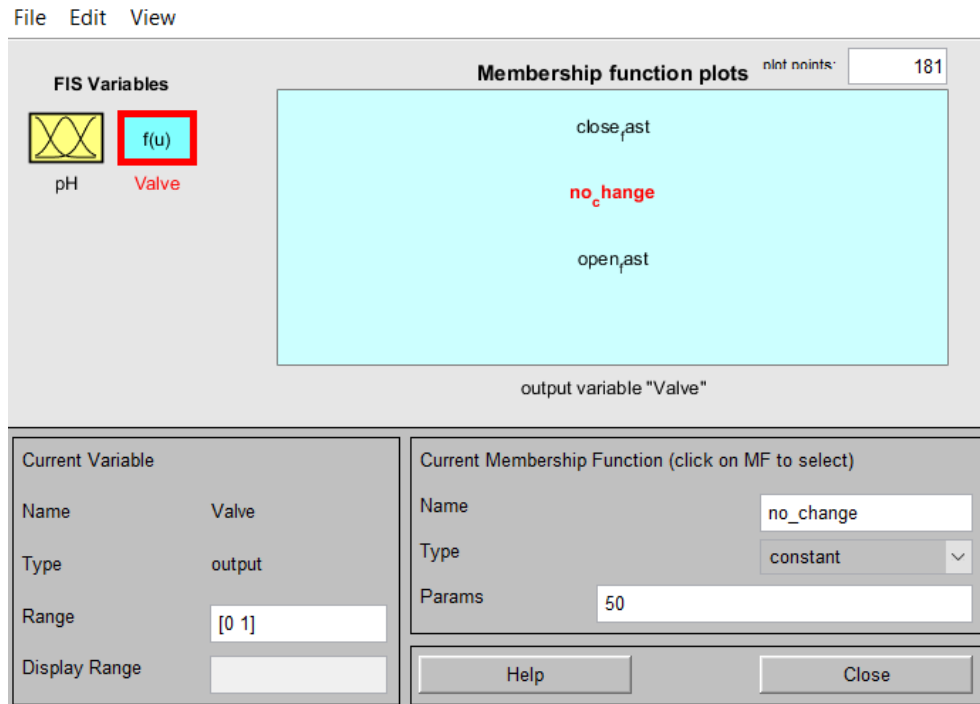 File Edit View
FIS Variables
Membership function plots
plot points:
181
f(u)
pH
Valve
close_fast
no_change
open_fast
output variable "Valve"
Current Variable
Name
Valve
Type
output
Range
[0 1]
Display Range
Current Membership Function (click on MF to select)
Name
no_change
Type
constant
Params
50
Help
Close